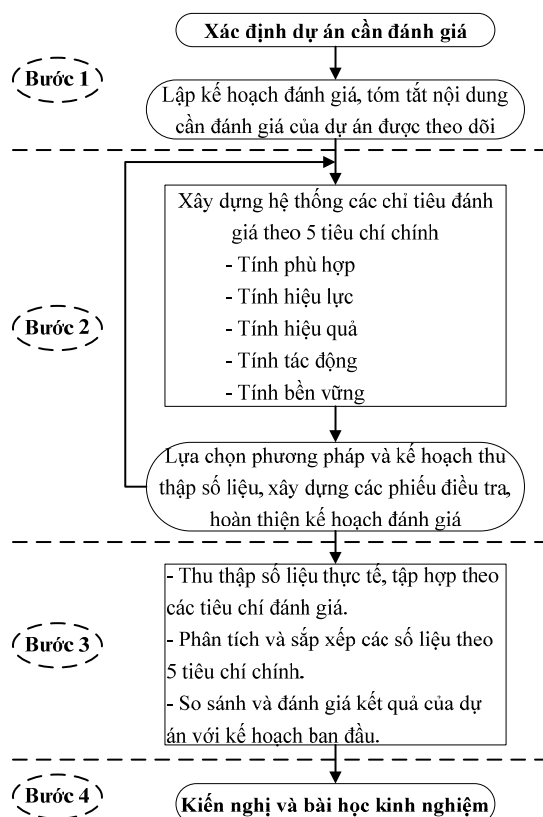 Xác định dự án cần đánh giá
Bước 1
Lập kế hoạch đánh giá, tóm tắt nội dung
cần đánh giá của dự án được theo dõi
Xây dựng hệ thống các chỉ tiêu đánh
giá theo 5 tiêu chí chính
- Tính phù hợp
- Tính hiệu lực
Bước 2
- Tính hiệu quả
- Tính tác động
- Tính bền vững
Lựa chọn phương pháp và kế hoạch thu
thập số liệu, xây dựng các phiếu điều tra,
hoàn thiện kế hoạch đánh giá
- Thu thập số liệu thực tế, tập hợp theo
các tiêu chí đánh giá.
Bước 3
- Phân tích và sắp xếp các số liệu theo
5 tiêu chí chính.
- So sánh và đánh giá kết quả của dự
án với kế hoạch ban đầu.
Bước 4
Kiến nghị và bài học kinh nghiệm